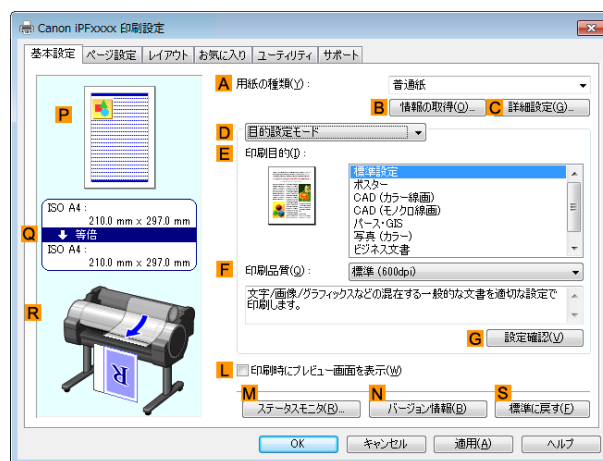 Canon iPFxxxx 印刷設定
基本設定 ページ設定 レイアウト お気に入り ユーティリティ サポート
A 用紙の種類(Y): 普通紙
B 情報の取得(O)... C 詳細設定(G)...
P
D 目的設定モード
E 印刷目的(I):
標準設定
ポスター
CAD (カラー線画)
CAD (モノクロ線画)
パース・GIS
写真 (カラー)
ビジネス文書
Q
ISO A4 :
210.0 mm x 297.0 mm
等倍
ISO A4 :
210.0 mm x 297.0 mm
F 印刷品質(Q): 標準 (600dpi)
文字/画像/グラフィックスなどの混在する一般的な文書を適切な設定で
印刷します。
G 設定確認(V)
R
L 印刷時にプレビュー画面を表示(W)
M N S
ステータスモニタ(R)... バージョン情報(B) 標準に戻す(F)
OK キャンセル 適用(A) ヘルプ